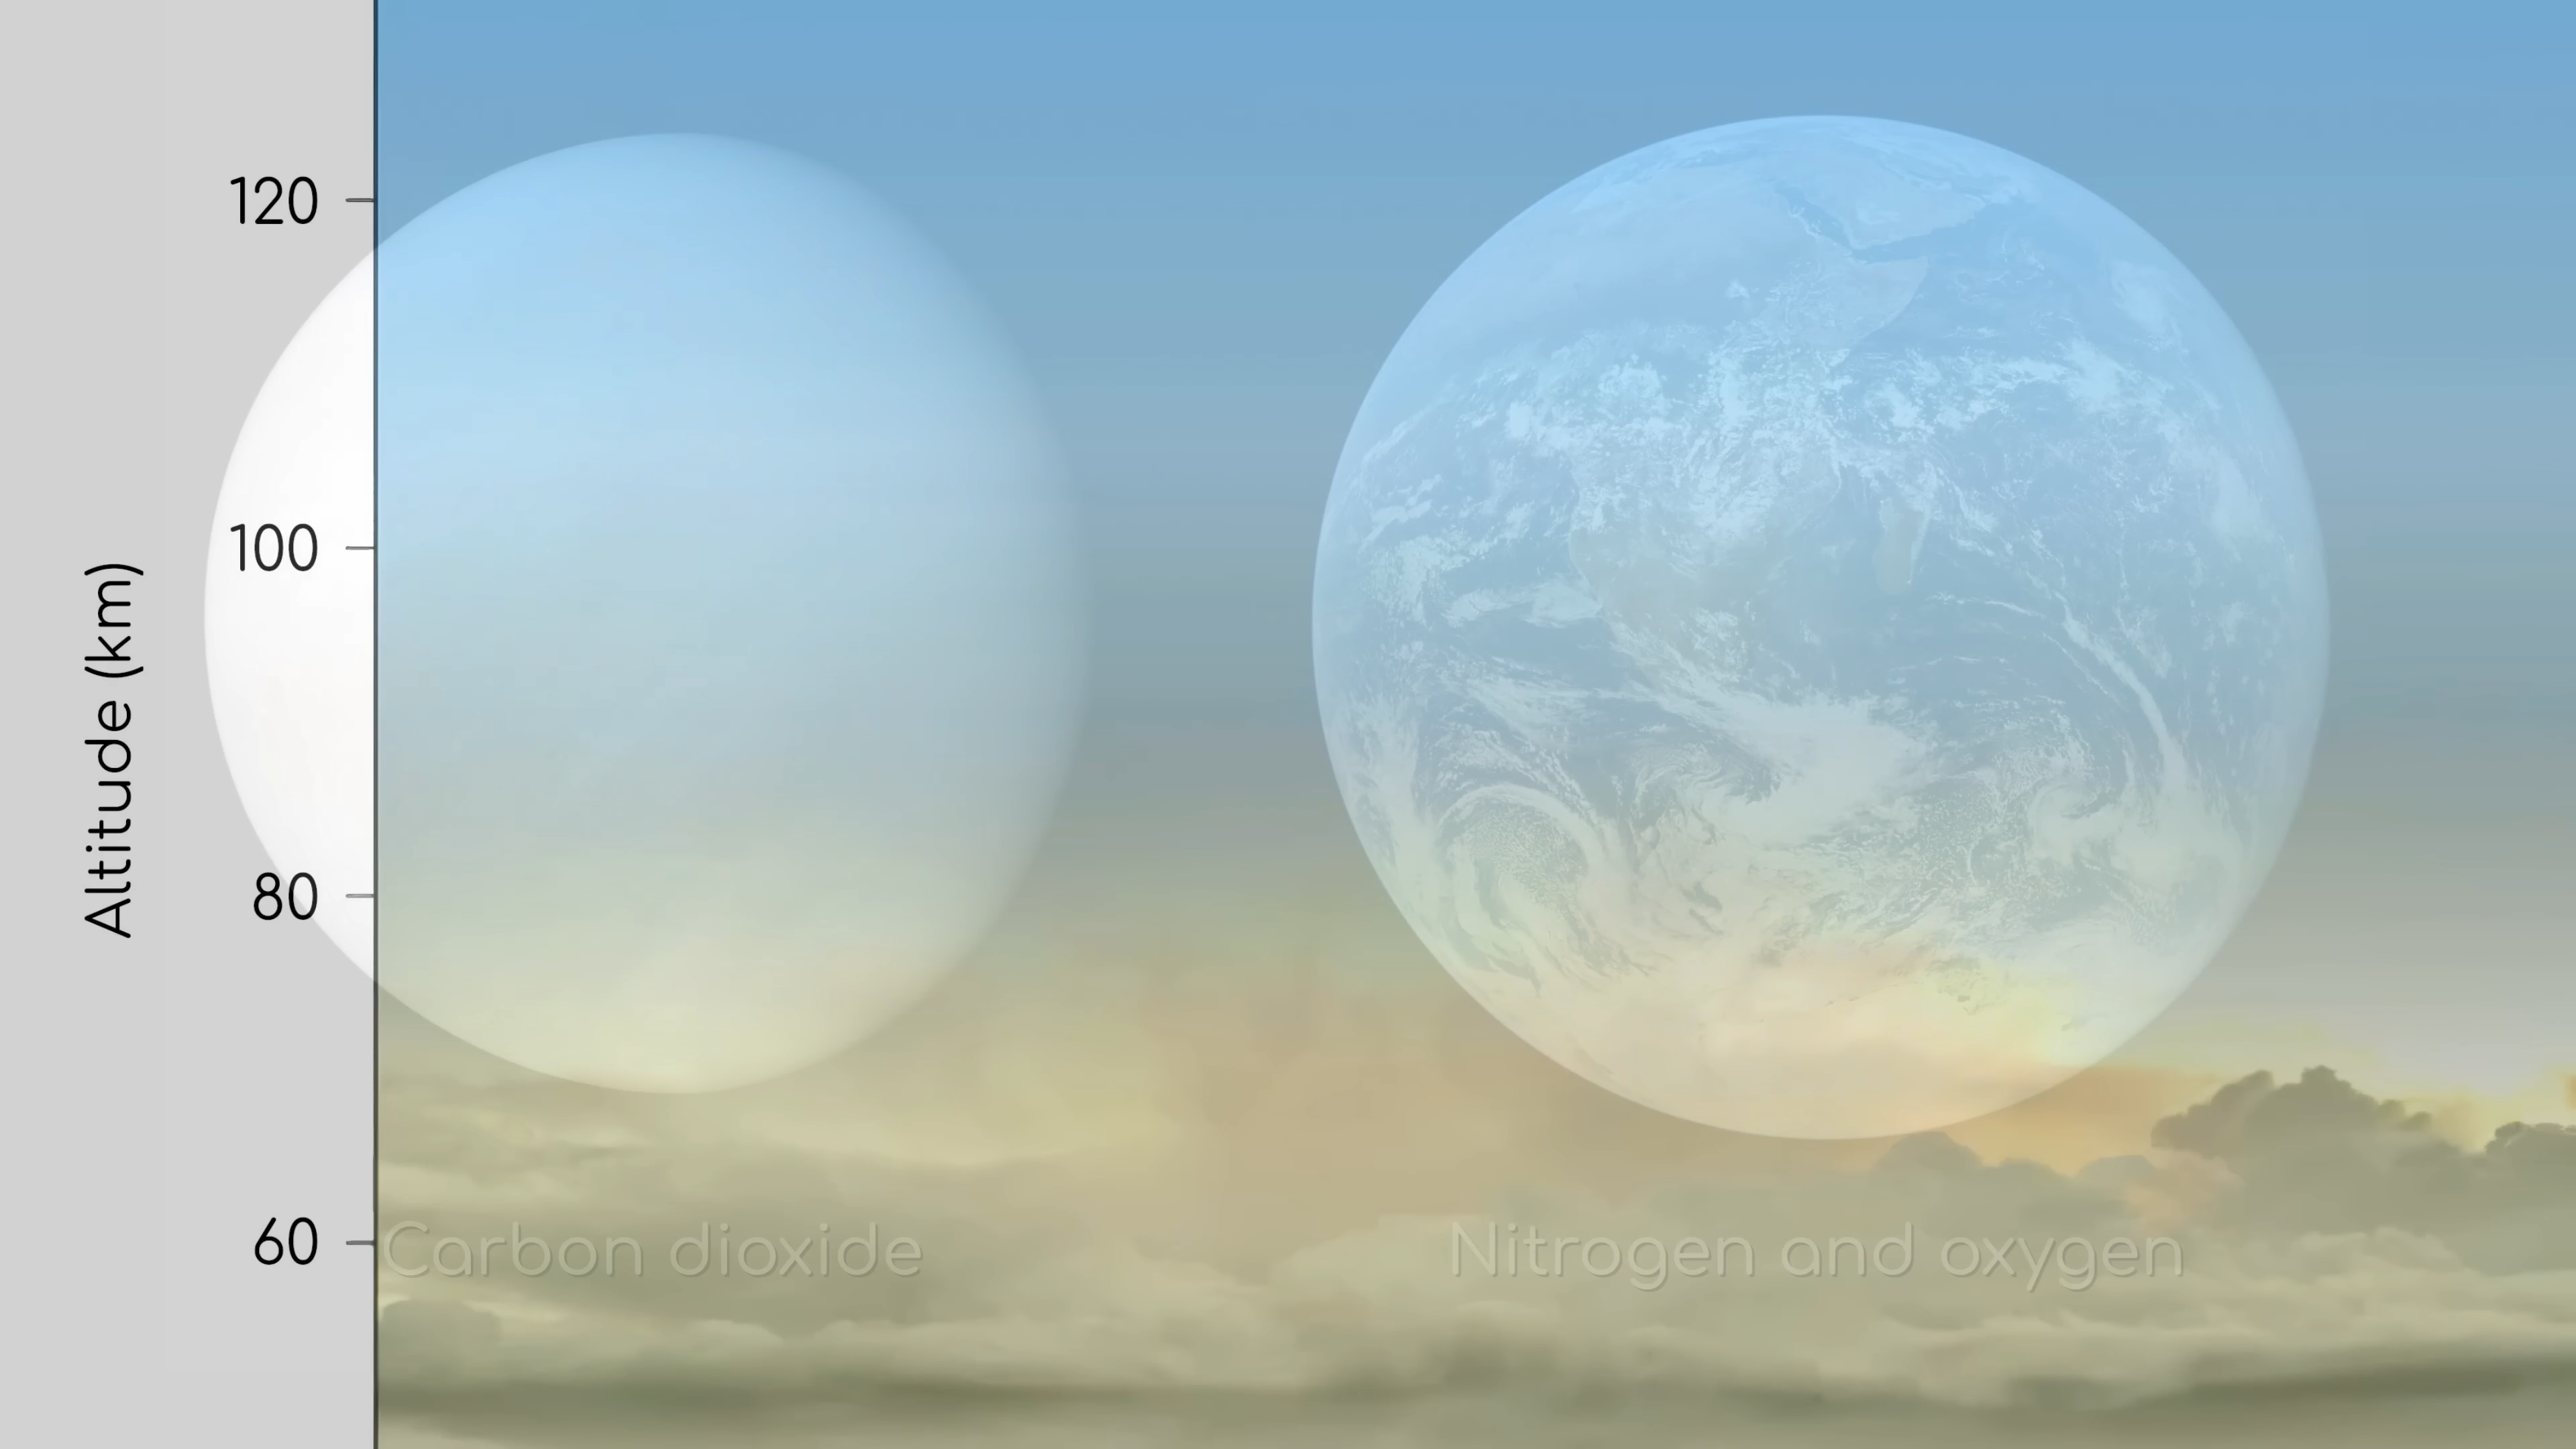 Altitude (km)
120
100
80
60
Carbon dioxide
Nitrogen and oxygen